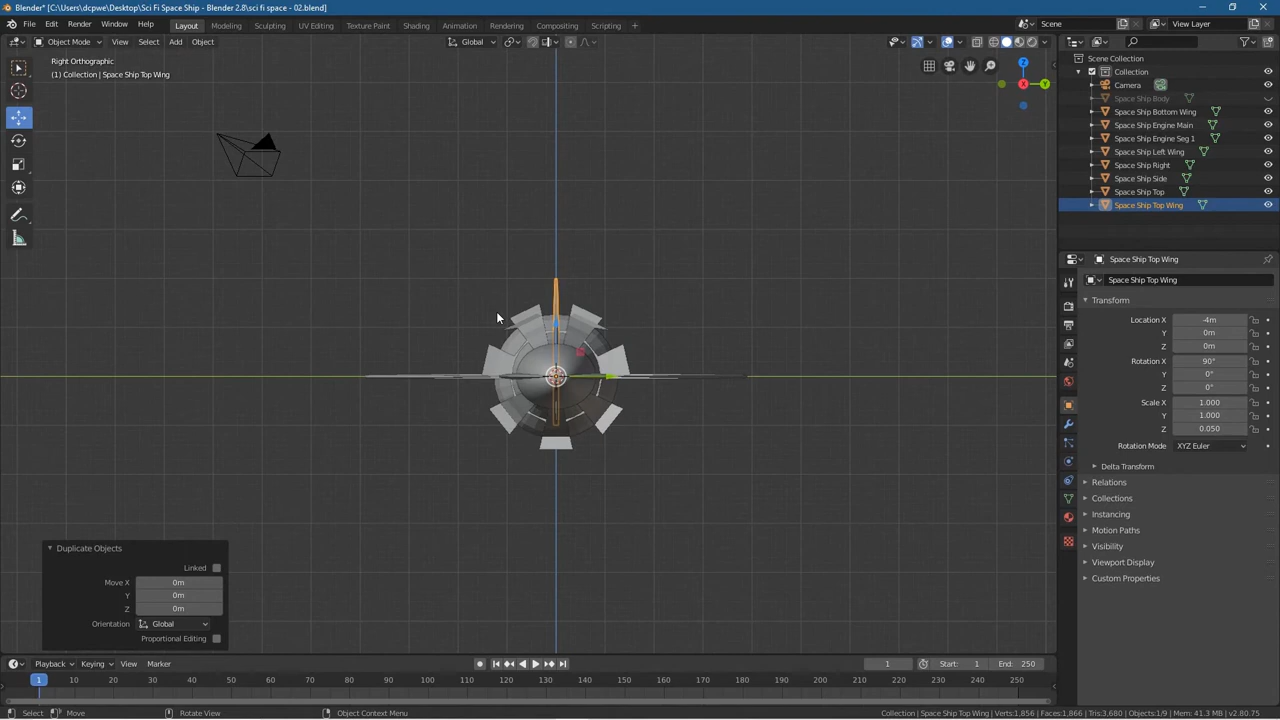 Blender* [C:\Users\dcpwe\Desktop\Sci Fi Space Ship - Blender 2.8\sci fi space - 02.blend]
File Edit Render Window Help Layout Modeling Sculpting UV Editing Texture Paint Shading Animation Rendering Compositing Scripting Scene View Layer
Object Mode View Select Add Object Global
Right Orthographic
(1) Collection | Space Ship Top Wing
Z
X
Y
Scene Collection
Collection
Camera
Space Ship Body
Space Ship Bottom Wing
Space Ship Engine Main
Space Ship Engine Seg 1
Space Ship Left Wing
Space Ship Right
Space Ship Side
Space Ship Top
Space Ship Top Wing
Space Ship Top Wing
Space Ship Top Wing
Transform
Location X -4m
Y 0m
Z 0m
Rotation X 90°
Y 0°
Z 0°
Scale X 1.000
Y 1.000
Z 0.050
Rotation Mode XYZ Euler
Delta Transform
Relations
Collections
Instancing
Motion Paths
Visibility
Viewport Display
Custom Properties
Duplicate Objects
Linked
Move X 0m
Y 0m
Z 0m
Orientation Global
Proportional Editing
Playback Keying View Marker 1 Start: 1 End: 250
1 10 20 30 40 50 60 70 80 90 100 110 120 130 140 150 160 170 180 190 200 210 220 230 240 250
Select Move Rotate View Object Context Menu Collection | Space Ship Top Wing | Verts:1,856 | Faces:1,866 | Tris:3,680 | Objects:1/9 | Mem: 41.3 MB | v2.80.75